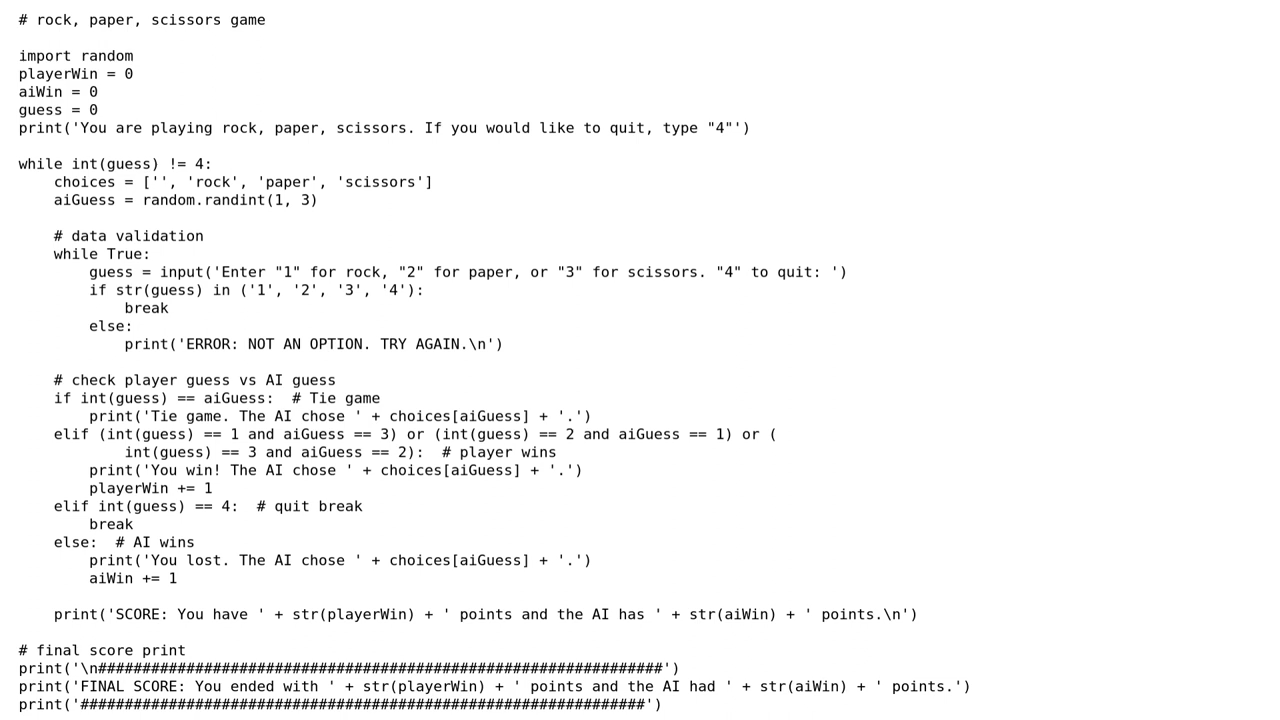 # rock, paper, scissors game

import random
playerWin = 0
aiWin = 0
guess = 0
print('You are playing rock, paper, scissors. If you would like to quit, type "4"')

while int(guess) != 4:
    choices = ['', 'rock', 'paper', 'scissors']
    aiGuess = random.randint(1, 3)

    # data validation
    while True:
        guess = input('Enter "1" for rock, "2" for paper, or "3" for scissors. "4" to quit: ')
        if str(guess) in ('1', '2', '3', '4'):
            break
        else:
            print('ERROR: NOT AN OPTION. TRY AGAIN.\n')

    # check player guess vs AI guess
    if int(guess) == aiGuess:  # Tie game
        print('Tie game. The AI chose ' + choices[aiGuess] + '.')
    elif (int(guess) == 1 and aiGuess == 3) or (int(guess) == 2 and aiGuess == 1) or (
            int(guess) == 3 and aiGuess == 2):  # player wins
        print('You win! The AI chose ' + choices[aiGuess] + '.')
        playerWin += 1
    elif int(guess) == 4:  # quit break
        break
    else:  # AI wins
        print('You lost. The AI chose ' + choices[aiGuess] + '.')
        aiWin += 1

    print('SCORE: You have ' + str(playerWin) + ' points and the AI has ' + str(aiWin) + ' points.\n')

# final score print
print('\n################################################################')
print('FINAL SCORE: You ended with ' + str(playerWin) + ' points and the AI had ' + str(aiWin) + ' points.')
print('################################################################')